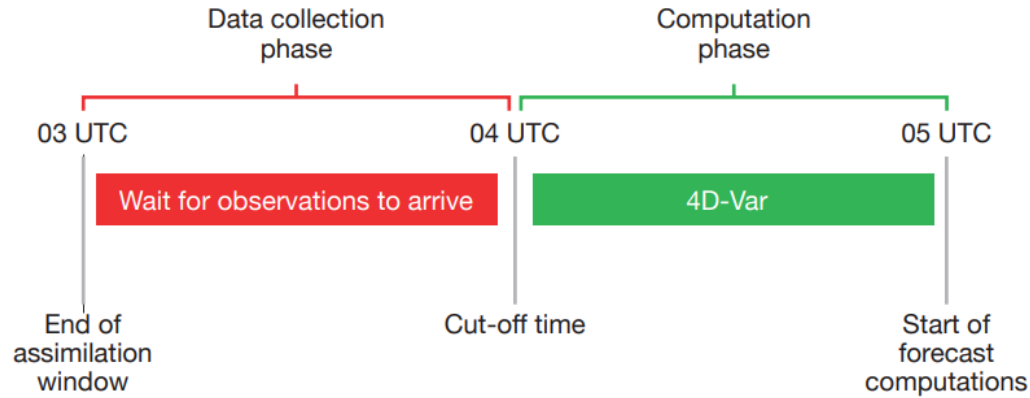 Data collection
phase
Computation
phase
03 UTC
04 UTC
05 UTC
Wait for observations to arrive
4D-Var
End of
assimilation
window
Cut-off time
Start of
forecast
computations